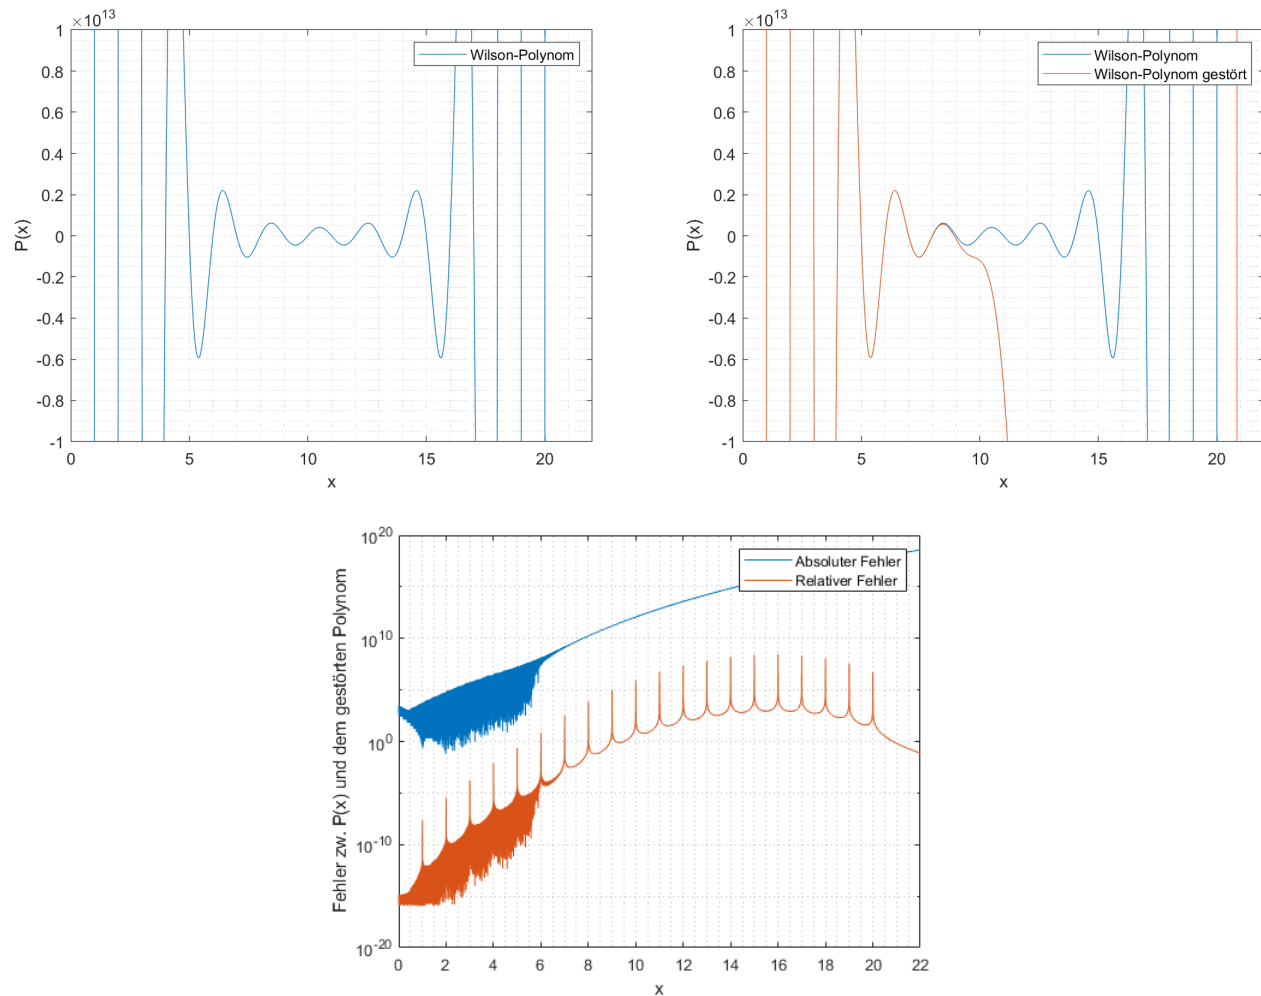 ×10^13
1
0.8
0.6
0.4
0.2
0
-0.2
-0.4
-0.6
-0.8
-1
P(x)
0 5 10 15 20
x
Wilson-Polynom
×10^13
1
0.8
0.6
0.4
0.2
0
-0.2
-0.4
-0.6
-0.8
-1
P(x)
0 5 10 15 20
x
Wilson-Polynom
Wilson-Polynom gestört
10^20
10^10
10^0
10^-10
10^-20
Fehler zw. P(x) und dem gestörten Polynom
0 2 4 6 8 10 12 14 16 18 20 22
x
Absoluter Fehler
Relativer Fehler